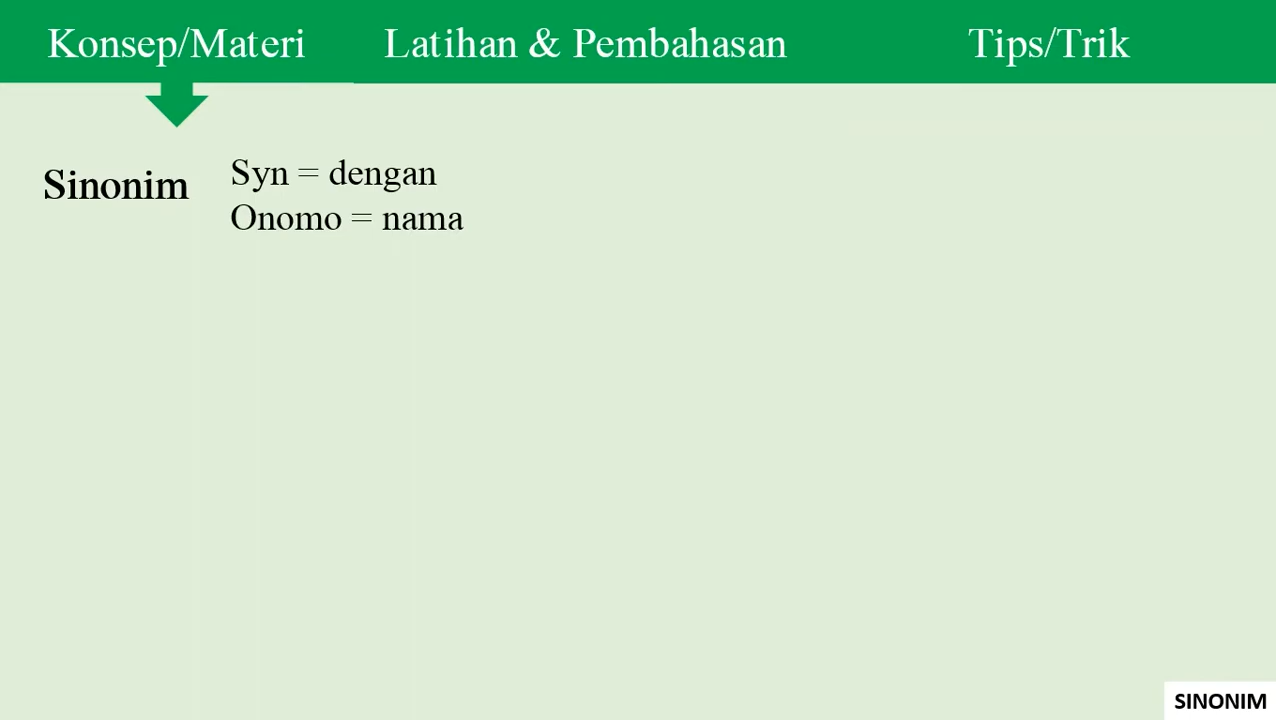 Konsep/Materi
Latihan & Pembahasan
Tips/Trik
Sinonim
Syn = dengan
Onomo = nama
SINONIM